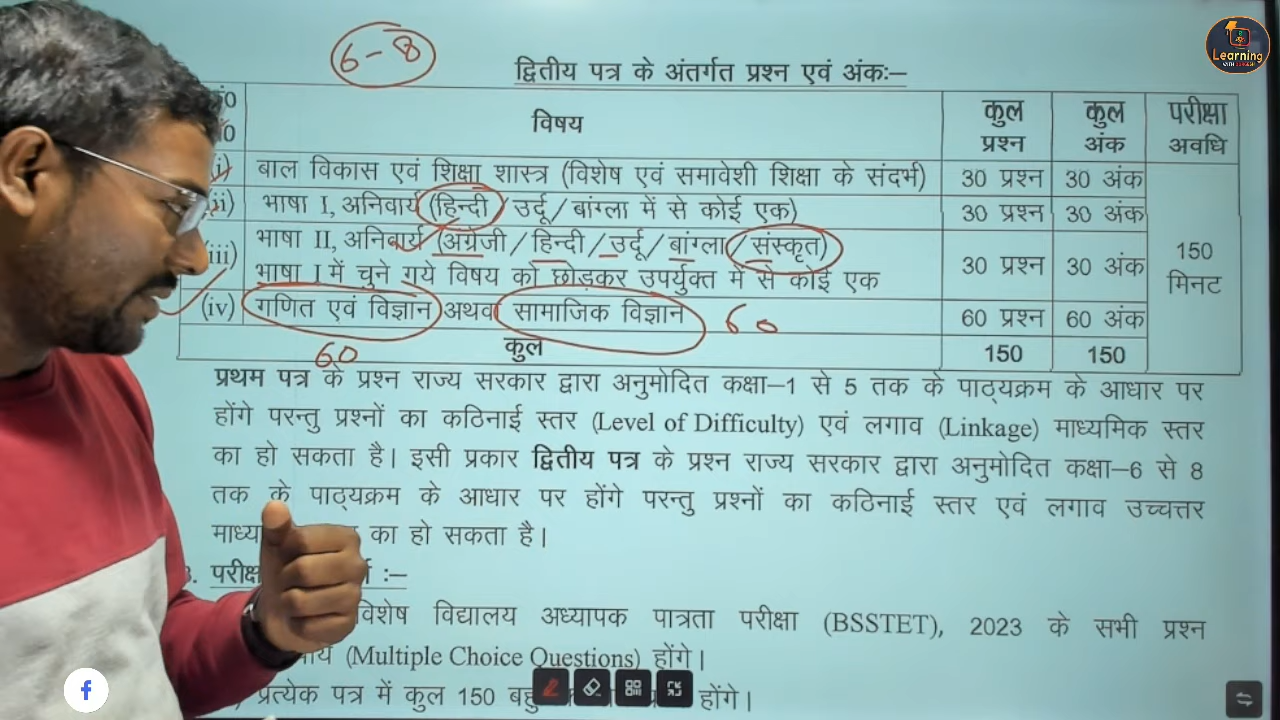 6-8
Learning
द्वितीय पत्र के अंतर्गत प्रश्न एवं अंकः–
विषय
कुल प्रश्न
कुल अंक
परीक्षा अवधि
बाल विकास एवं शिक्षा शास्त्र (विशेष एवं समावेशी शिक्षा के संदर्भ) 30 प्रश्न 30 अंक
(ii) भाषा I, अनिवार्य (हिन्दी / उर्दू / बांग्ला में से कोई एक) 30 प्रश्न 30 अंक
(iii) भाषा II, अनिवार्य (अंग्रेजी / हिन्दी / उर्दू / बांग्ला / संस्कृत)
भाषा I में चुने गये विषय को छोड़कर उपर्युक्त में से कोई एक 30 प्रश्न 30 अंक
150 मिनट
(iv) गणित एवं विज्ञान अथवा सामाजिक विज्ञान 60 60 प्रश्न 60 अंक
60
कुल 150 150
प्रथम पत्र के प्रश्न राज्य सरकार द्वारा अनुमोदित कक्षा–1 से 5 तक के पाठ्यक्रम के आधार पर
होंगे परन्तु प्रश्नों का कठिनाई स्तर (Level of Difficulty) एवं लगाव (Linkage) माध्यमिक स्तर
का हो सकता है। इसी प्रकार द्वितीय पत्र के प्रश्न राज्य सरकार द्वारा अनुमोदित कक्षा–6 से 8
तक के पाठ्यक्रम के आधार पर होंगे परन्तु प्रश्नों का कठिनाई स्तर एवं लगाव उच्चत्तर
का हो सकता है।
विशेष विद्यालय अध्यापक पात्रता परीक्षा (BSSTET), 2023 के सभी प्रश्न
(Multiple Choice Questions) होंगे।
प्रत्येक पत्र में कुल 150 होंगे।